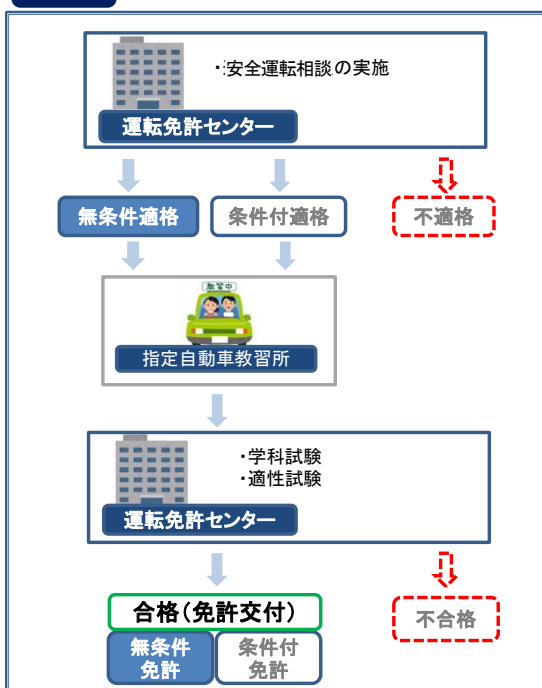 ・安全運転相談の実施
運転免許センター
無条件適格
条件付適格
不適格
教習中
指定自動車教習所
・学科試験
・適性試験
運転免許センター
合格(免許交付)
不合格
無条件
免許
条件付
免許